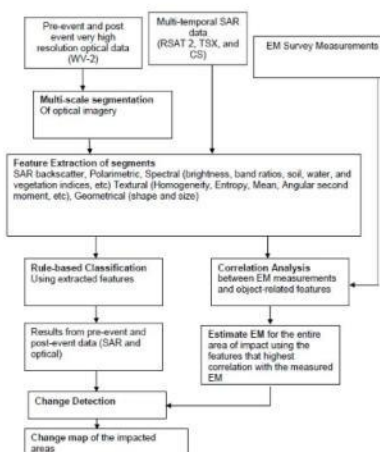 Pre-event and post
event very high
resolution optical data
(WV-2)
Multi-temporal SAR
data
(RSAT 2, TSX, and
CS)
EM Survey Measurements
Multi-scale segmentation
Of optical imagery
Feature Extraction of segments
SAR backscatter, Polarimetric, Spectral (brightness, band ratios, soil, water, and
vegetation indices, etc) Textural (Homogeneity, Entropy, Mean, Angular second
moment, etc), Geometrical (shape and size)
Rule-based Classification
Using extracted features
Correlation Analysis
between EM measurements
and object-related features
Results from pre-event and
post-event data (SAR and
optical)
Estimate EM for the entire
area of impact using the
features that highest
correlation with the measured
EM
Change Detection
Change map of the impacted
areas